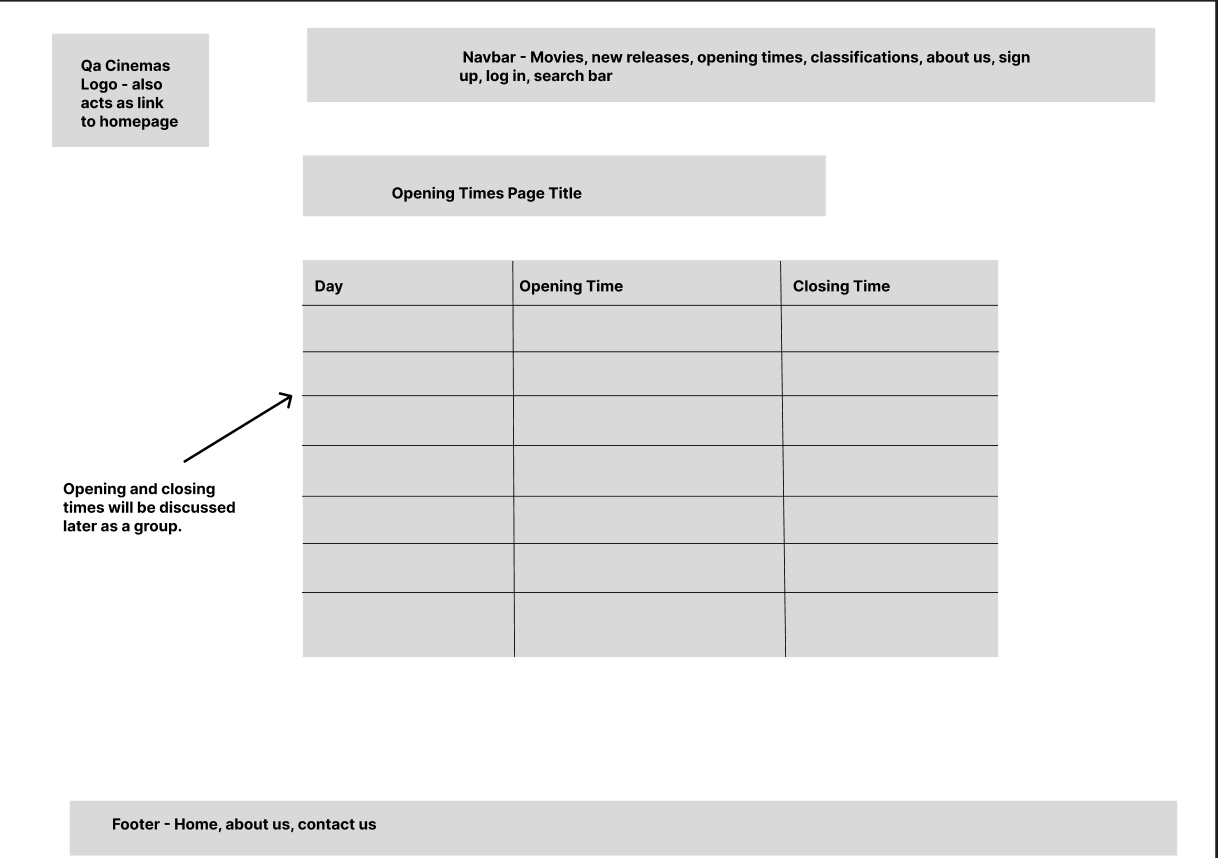 Qa Cinemas
Logo - also
acts as link
to homepage
Navbar - Movies, new releases, opening times, classifications, about us, sign
up, log in, search bar
Opening Times Page Title
Day
Opening Time
Closing Time
Opening and closing
times will be discussed
later as a group.
Footer - Home, about us, contact us